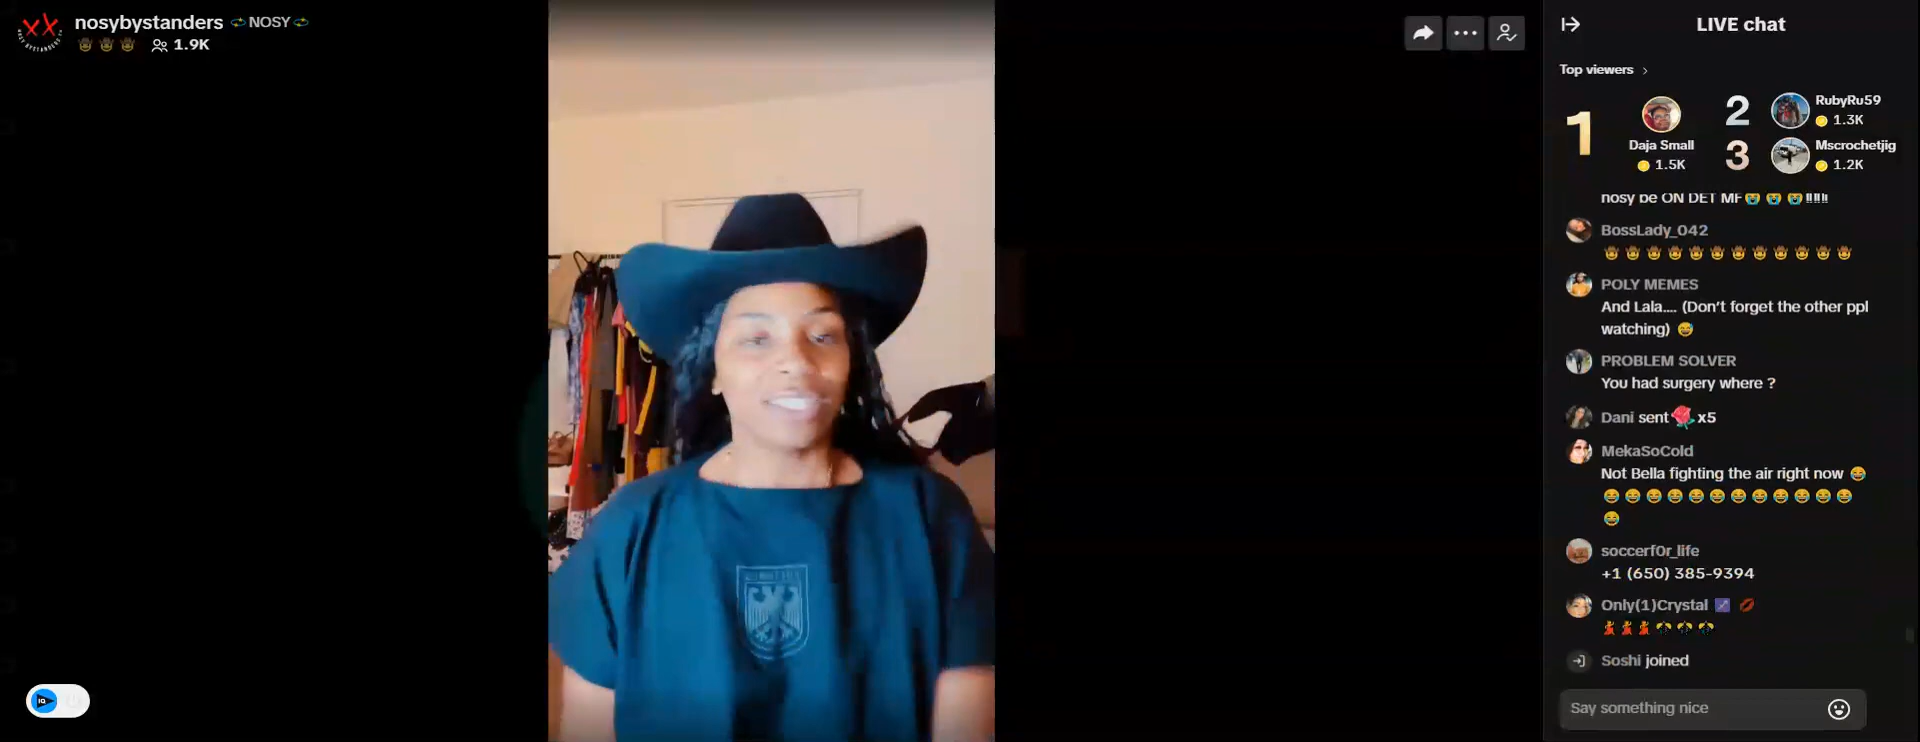 nosybystanders NOSY
1.9K
LIVE chat
Top viewers
1
Daja Small
1.5K
2
RubyRu59
1.3K
3
Mscrochetjig
1.2K
nosy be ON DET MF😭 😭 😭!!!!!
BossLady_042
🤠 🤠 🤠 🤠 🤠 🤠 🤠 🤠 🤠 🤠 🤠 🤠
POLY MEMES
And Lala.... (Don’t forget the other ppl
watching) 😅
PROBLEM SOLVER
You had surgery where ?
Dani sent 🌹 x5
MekaSoCold
Not Bella fighting the air right now 😂
😂 😂 😂 😂 😂 😂 😂 😂 😂 😂 😂 😂
😂
soccerf0r_life
+1 (650) 385-9394
Only(1)Crystal ♐ 💋
Soshi joined
Say something nice